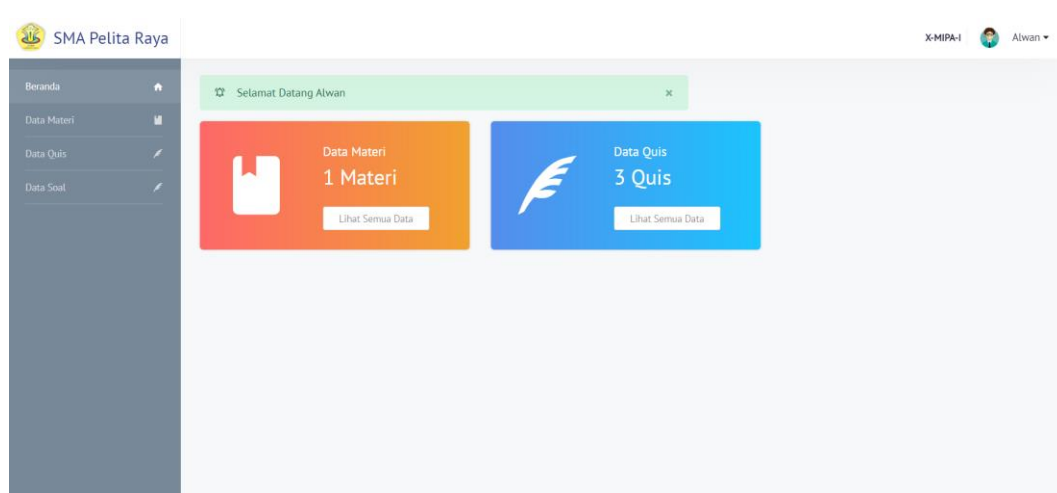 SMA Pelita Raya
X-MIPA-I
Alwan
Beranda
Data Materi
Data Quis
Data Soal
Selamat Datang Alwan
×
Data Materi
1 Materi
Lihat Semua Data
Data Quis
3 Quis
Lihat Semua Data